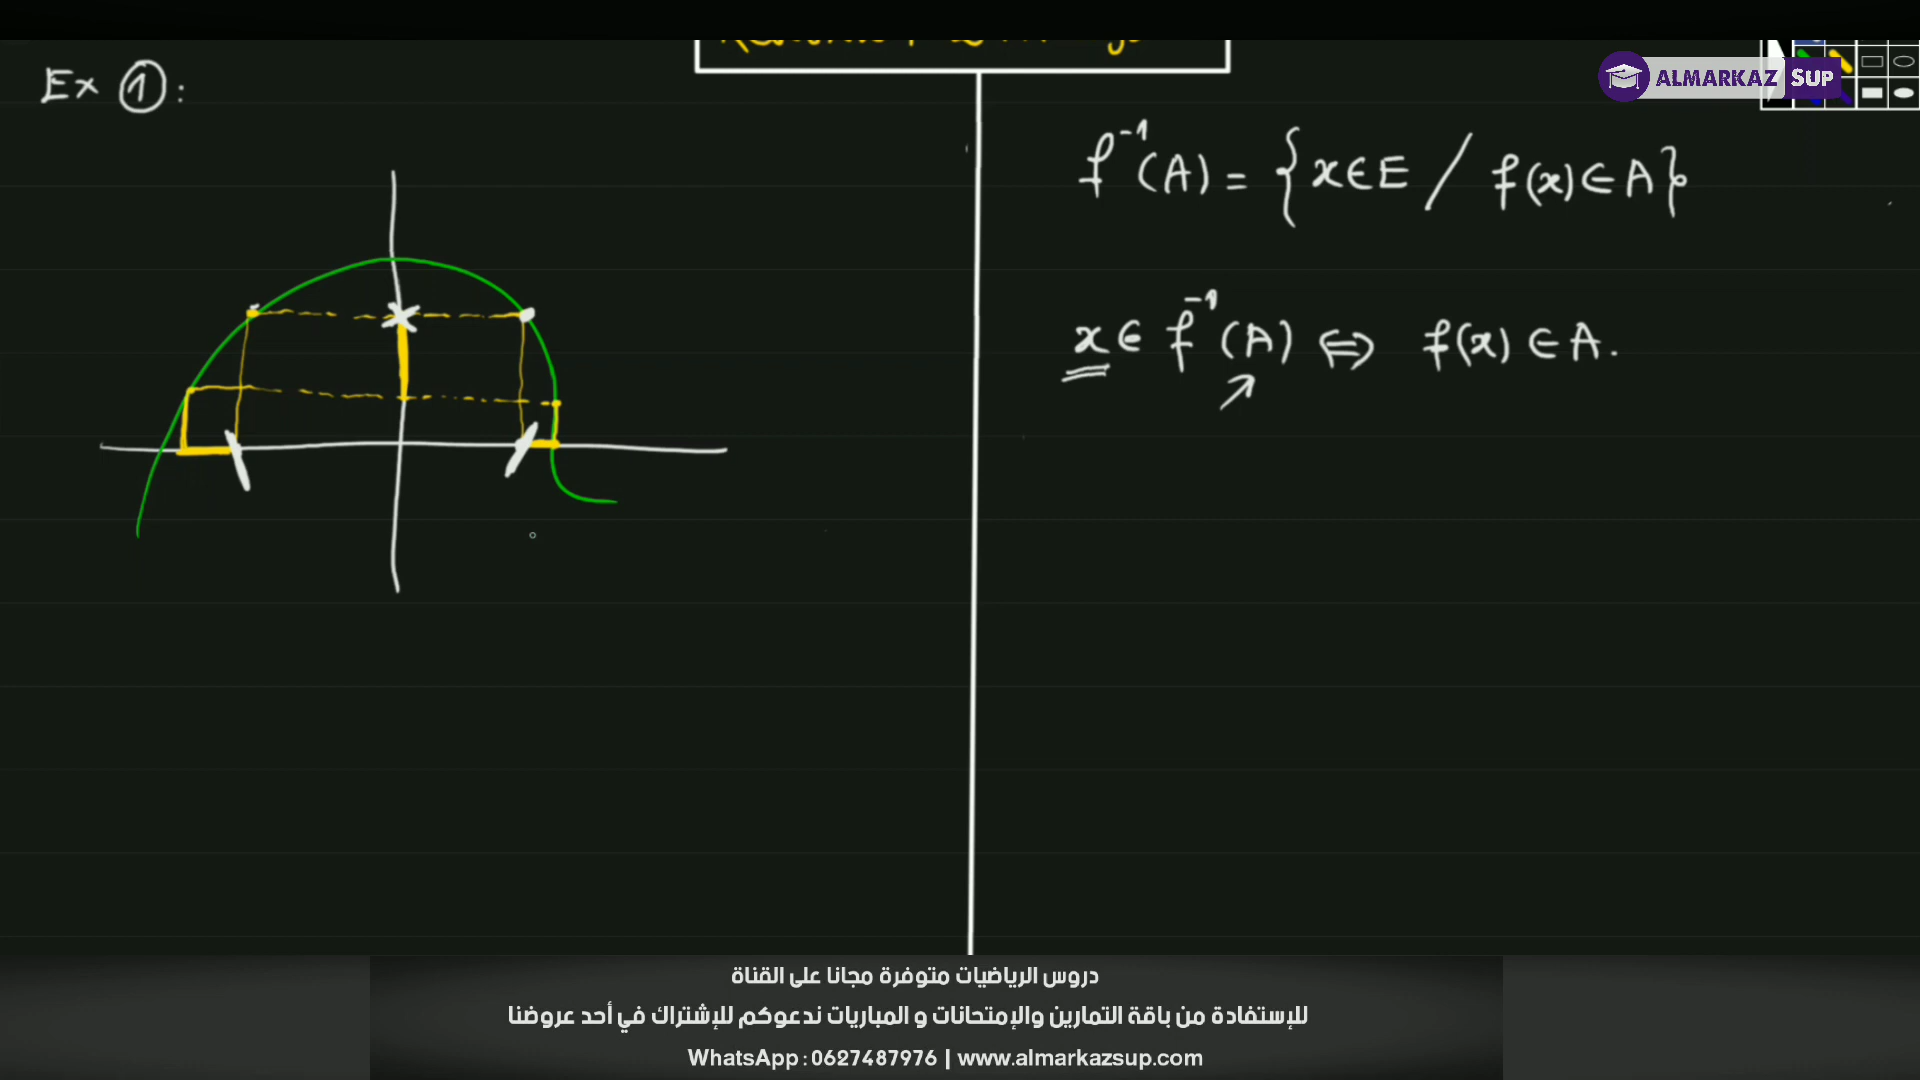 Ex ①:
ALMARKAZ SUP
f⁻¹(A) = {x∈E / f(x)∈A}
x∈ f⁻¹(A) ⇔ f(x)∈A.
دروس الرياضيات متوفرة مجانا على القناة
للإستفادة من باقة التمارين والإمتحانات و المباريات ندعوكم للإشتراك في أحد عروضنا
WhatsApp: 0627487976 | www.almarkazsup.com